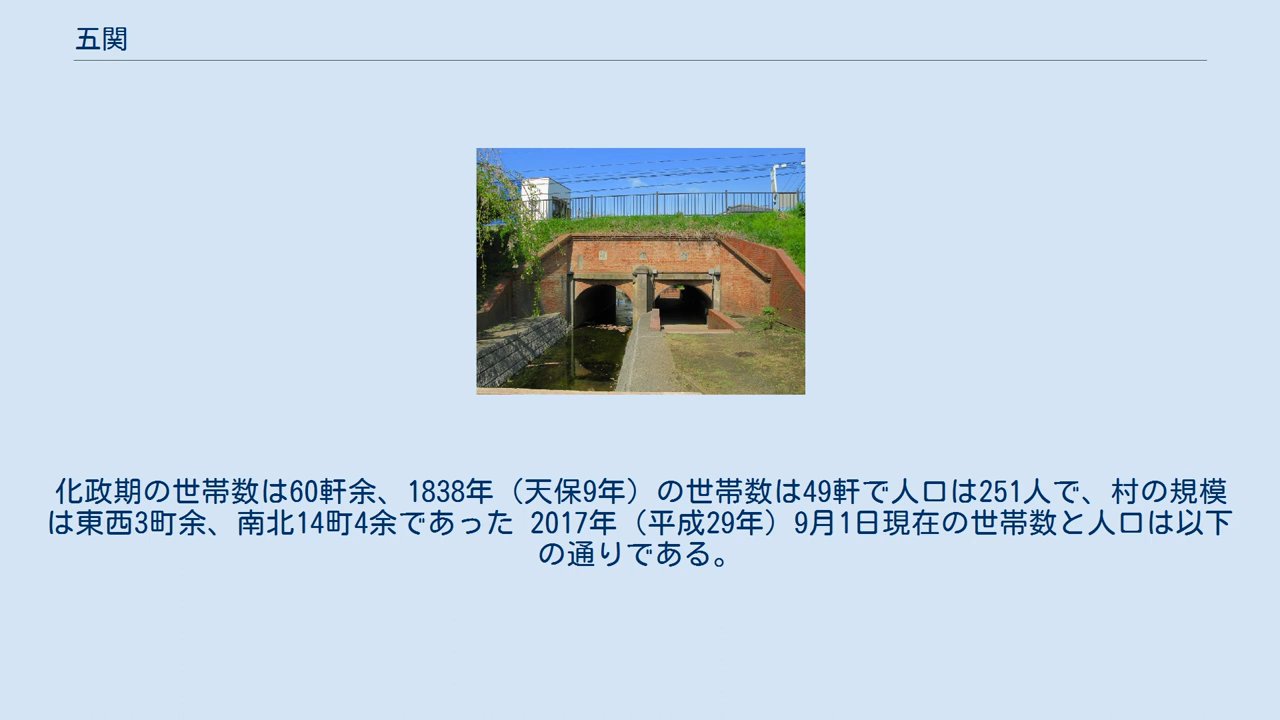 五関
化政期の世帯数は60軒余、1838年（天保9年）の世帯数は49軒で人口は251人で、村の規模
は東西3町余、南北14町4余であった 2017年（平成29年）9月1日現在の世帯数と人口は以下
の通りである。